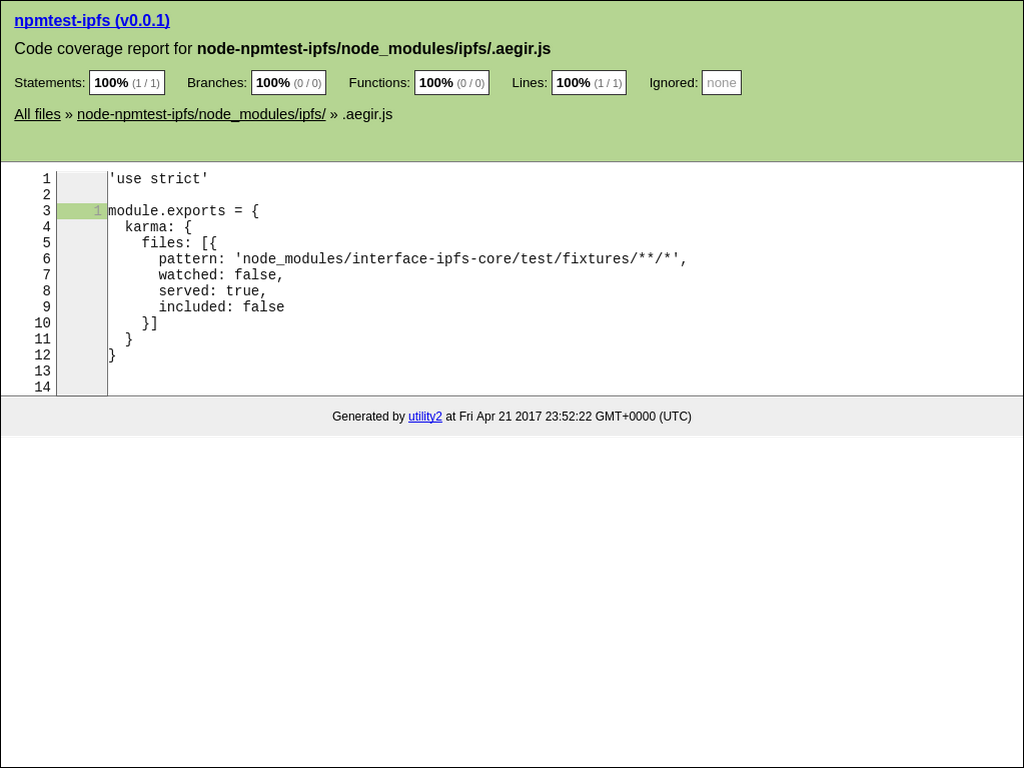 npmtest-ipfs (v0.0.1)
Code coverage report for node-npmtest-ipfs/node_modules/ipfs/.aegir.js
Statements: 100% (1 / 1) Branches: 100% (0 / 0) Functions: 100% (0 / 0) Lines: 100% (1 / 1) Ignored: none
All files » node-npmtest-ipfs/node_modules/ipfs/ » .aegir.js
1 'use strict'
2
3 1 module.exports = {
4   karma: {
5     files: [{
6       pattern: 'node_modules/interface-ipfs-core/test/fixtures/**/*',
7       watched: false,
8       served: true,
9       included: false
10     }]
11   }
12 }
13
14
Generated by utility2 at Fri Apr 21 2017 23:52:22 GMT+0000 (UTC)